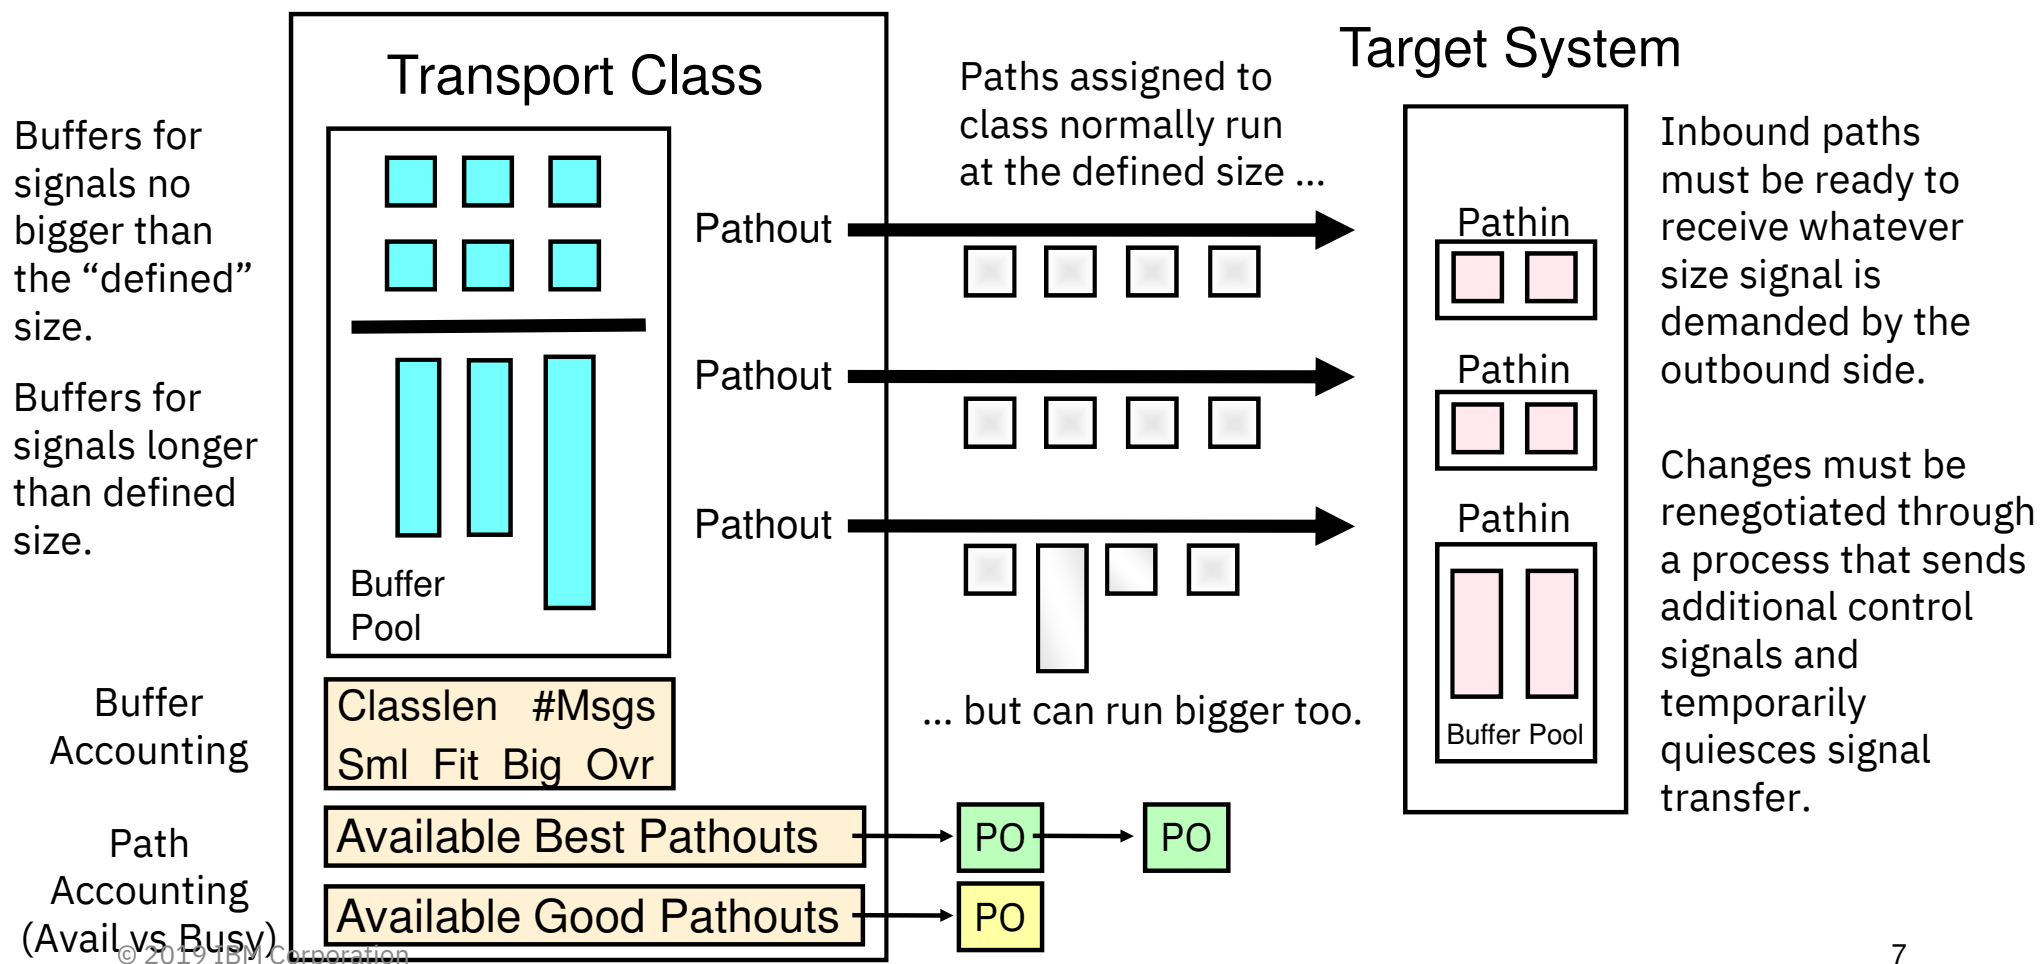 Transport Class
Target System
Buffers for
signals no
bigger than
the “defined”
size.
Buffers for
signals longer
than defined
size.
Buffer
Pool
Pathout
Pathout
Pathout
Paths assigned to
class normally run
at the defined size ...
... but can run bigger too.
Pathin
Pathin
Pathin
Buffer Pool
Inbound paths
must be ready to
receive whatever
size signal is
demanded by the
outbound side.
Changes must be
renegotiated through
a process that sends
additional control
signals and
temporarily
quiesces signal
transfer.
Buffer
Accounting
Classlen #Msgs
Sml Fit Big Ovr
Path
Accounting
(Avail vs Busy)
Available Best Pathouts
PO
PO
Available Good Pathouts
PO
© 2019 IBM Corporation
7